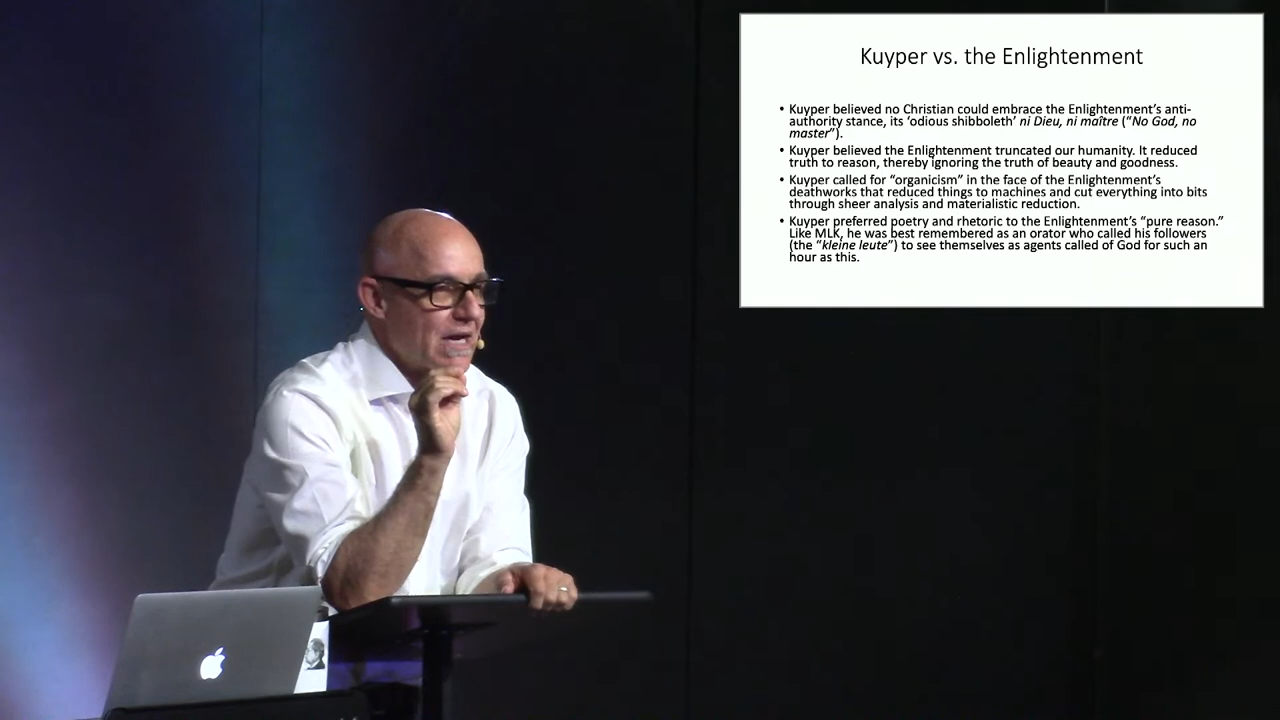 Kuyper vs. the Enlightenment
• Kuyper believed no Christian could embrace the Enlightenment's anti-
authority stance, its 'odious shibboleth' ni Dieu, ni maître ("No God, no
master").
• Kuyper believed the Enlightenment truncated our humanity. It reduced
truth to reason, thereby ignoring the truth of beauty and goodness.
• Kuyper called for "organicism" in the face of the Enlightenment's
deathworks that reduced things to machines and cut everything into bits
through sheer analysis and materialistic reduction.
• Kuyper preferred poetry and rhetoric to the Enlightenment's "pure reason."
Like MLK, he was best remembered as an orator who called his followers
(the "kleine leute") to see themselves as agents called of God for such an
hour as this.